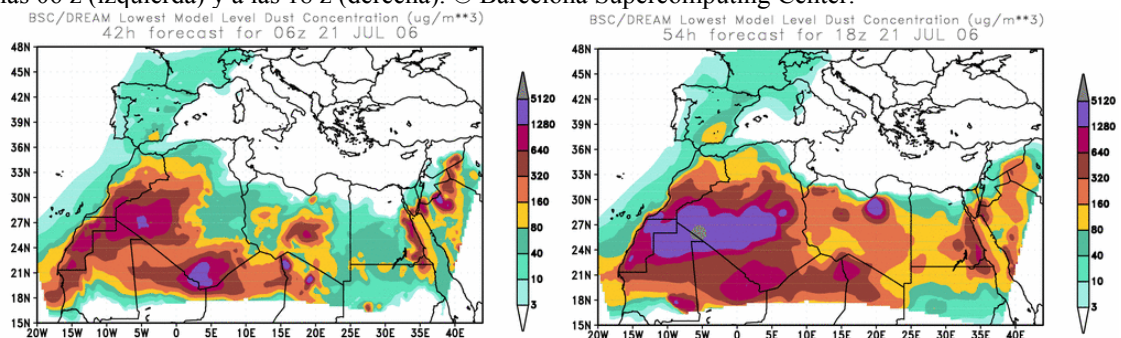 las 06 z (izquierda) y a las 18 z (derecha). © Barcelona Supercomputing Center.
BSC/DREAM Lowest Model Level Dust Concentration (ug/m**3)
42h forecast for 06z 21 JUL 06
48N
45N
42N
39N
36N
33N
30N
27N
24N
21N
18N
15N
20W 15W 10W 5W 0 5E 10E 15E 20E 25E 30E 35E 40E
5120
1280
640
320
160
80
40
10
3
BSC/DREAM Lowest Model Level Dust Concentration (ug/m**3)
54h forecast for 18z 21 JUL 06
48N
45N
42N
39N
36N
33N
30N
27N
24N
21N
18N
15N
20W 15W 10W 5W 0 5E 10E 15E 20E 25E 30E 35E 40E
5120
1280
640
320
160
80
40
10
3